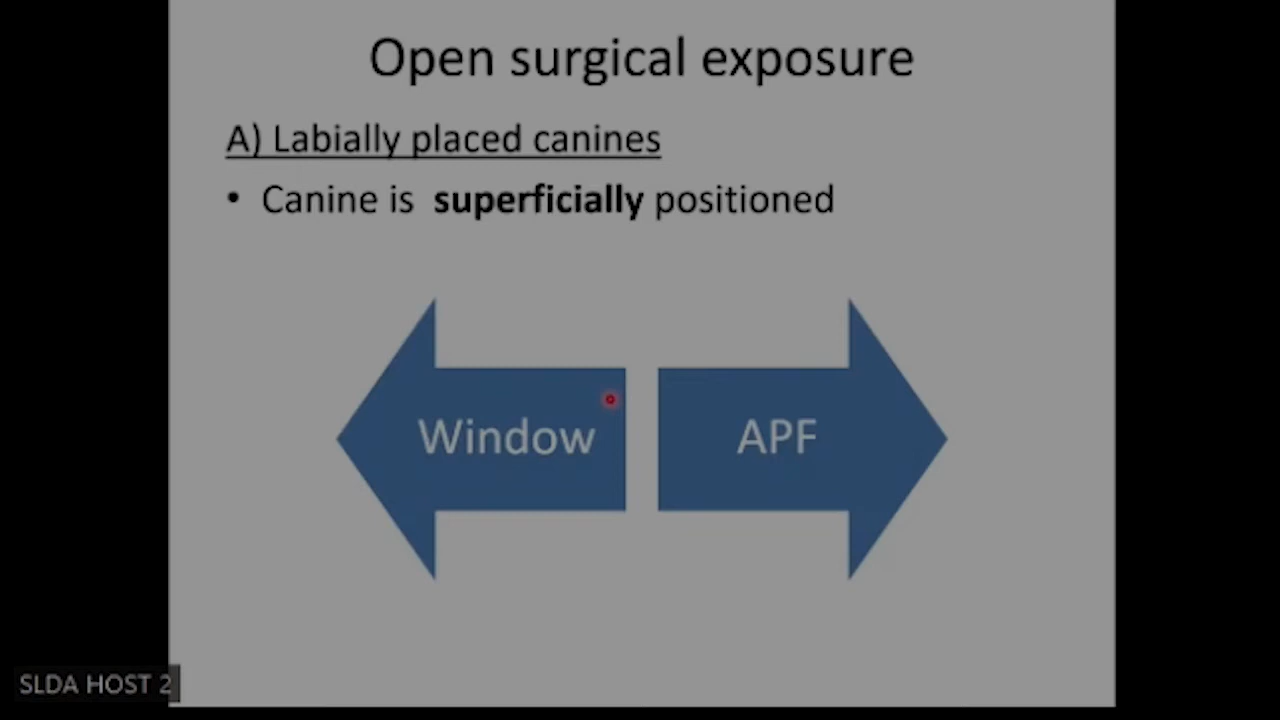 Open surgical exposure
A) Labially placed canines
• Canine is superficially positioned
Window
APF
SLDA HOST 2